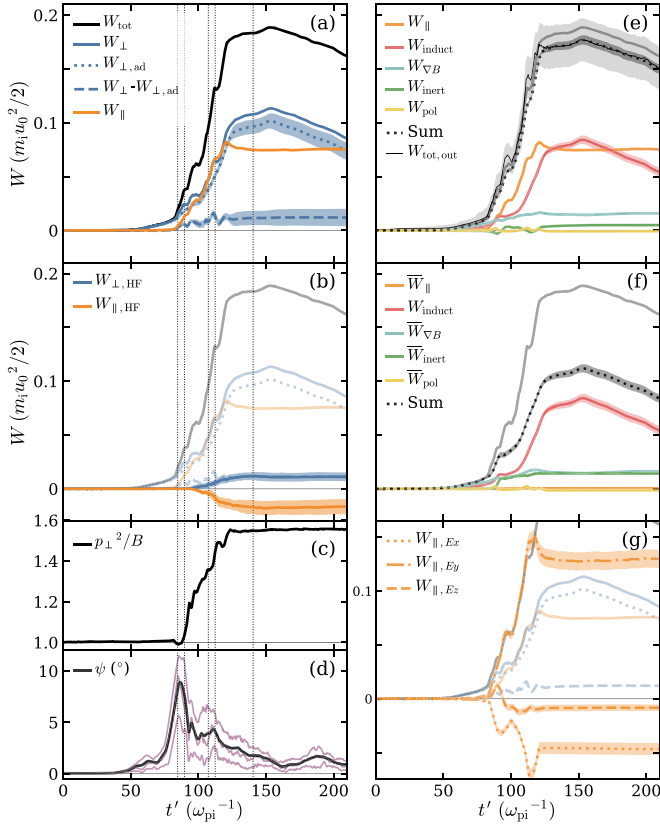 0.2
0.1
0
W (m_i u_0^2/2)
(a)
W_tot
W_⊥
W_⊥,ad
W_⊥-W_⊥,ad
W_∥
0.2
0.1
0
W (m_i u_0^2/2)
(b)
W_⊥,HF
W_∥,HF
1.6
1.4
1.2
1.0
(c)
p_⊥^2/B
10
5
0
(d)
ψ (°)
0 50 100 150 200
t′ (ω_pi^−1)
(e)
W_∥
W_induct
W_∇B
W_inert
W_pol
Sum
W_tot,out
(f)
W̅_∥
W_induct
W̅_∇B
W̅_inert
W̅_pol
Sum
(g)
W_∥,Ex
W_∥,Ey
W_∥,Ez
0.1
0
0 50 100 150 200
t′ (ω_pi^−1)